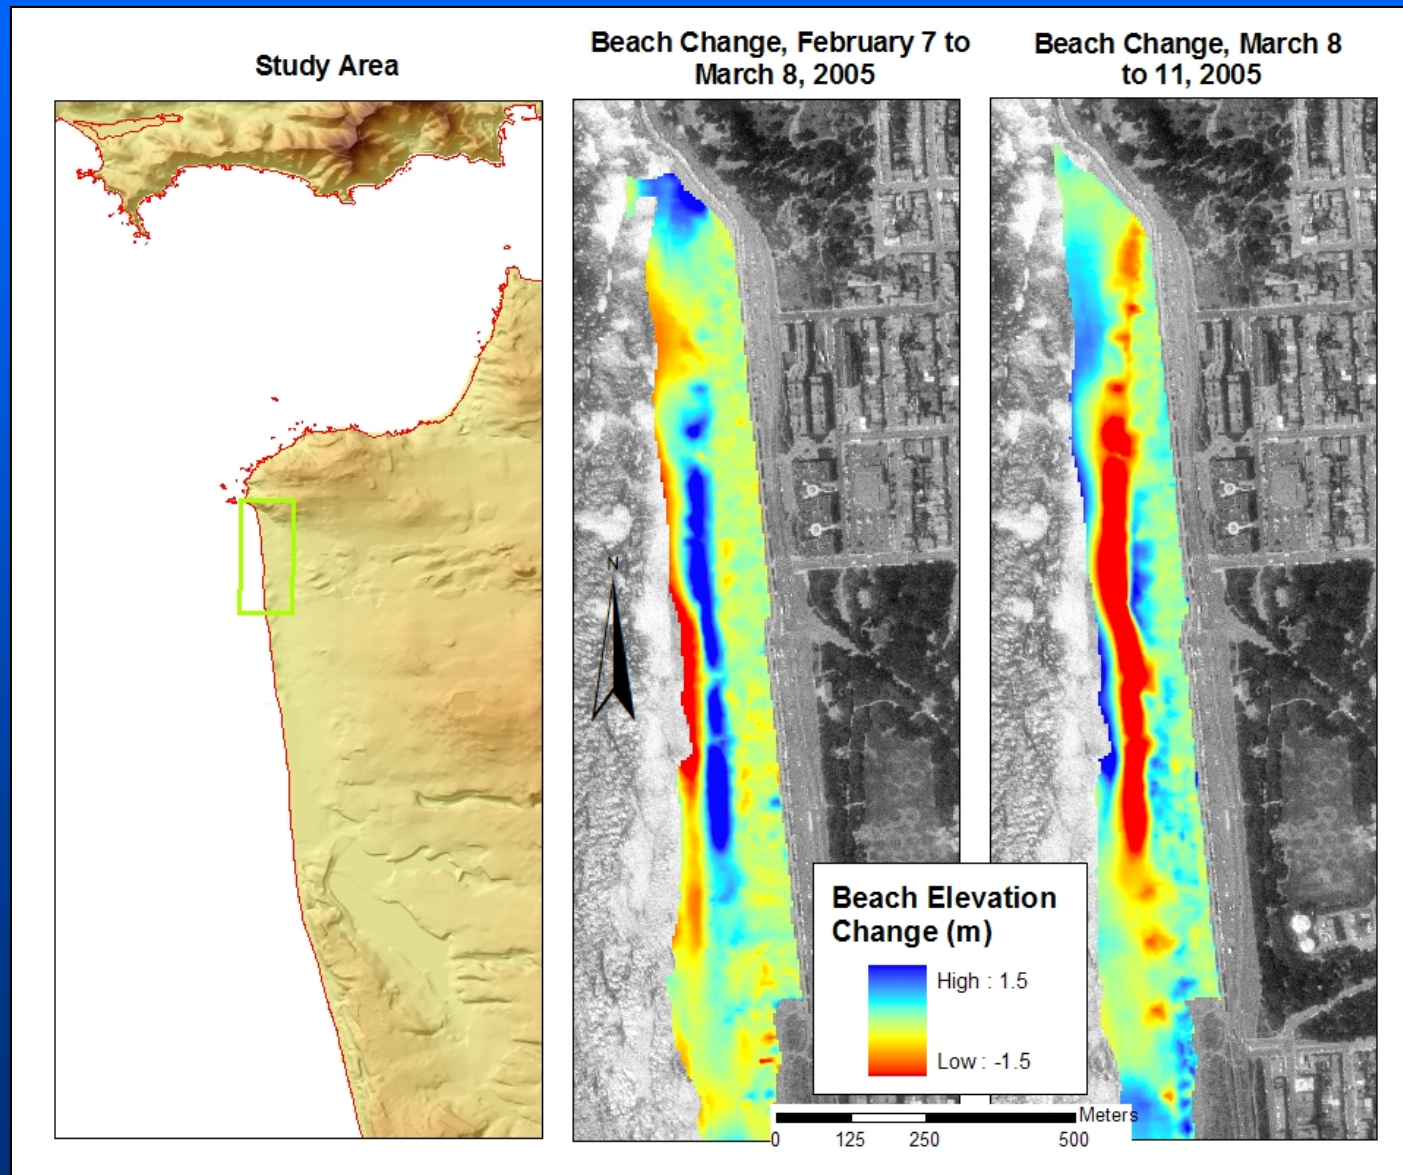 Study Area
Beach Change, February 7 to
March 8, 2005
Beach Change, March 8
to 11, 2005
N
Beach Elevation
Change (m)
High : 1.5
Low : -1.5
Meters
0 125 250 500